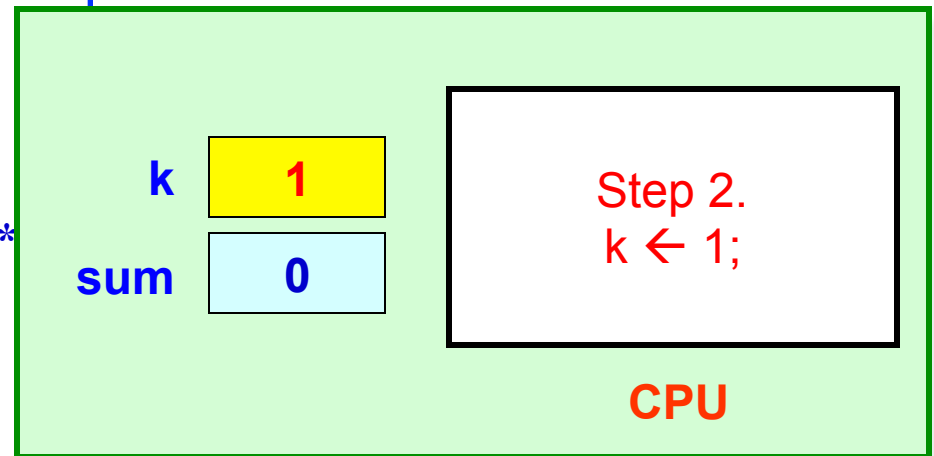 k 1
sum 0
Step 2.
k ← 1;
CPU
*